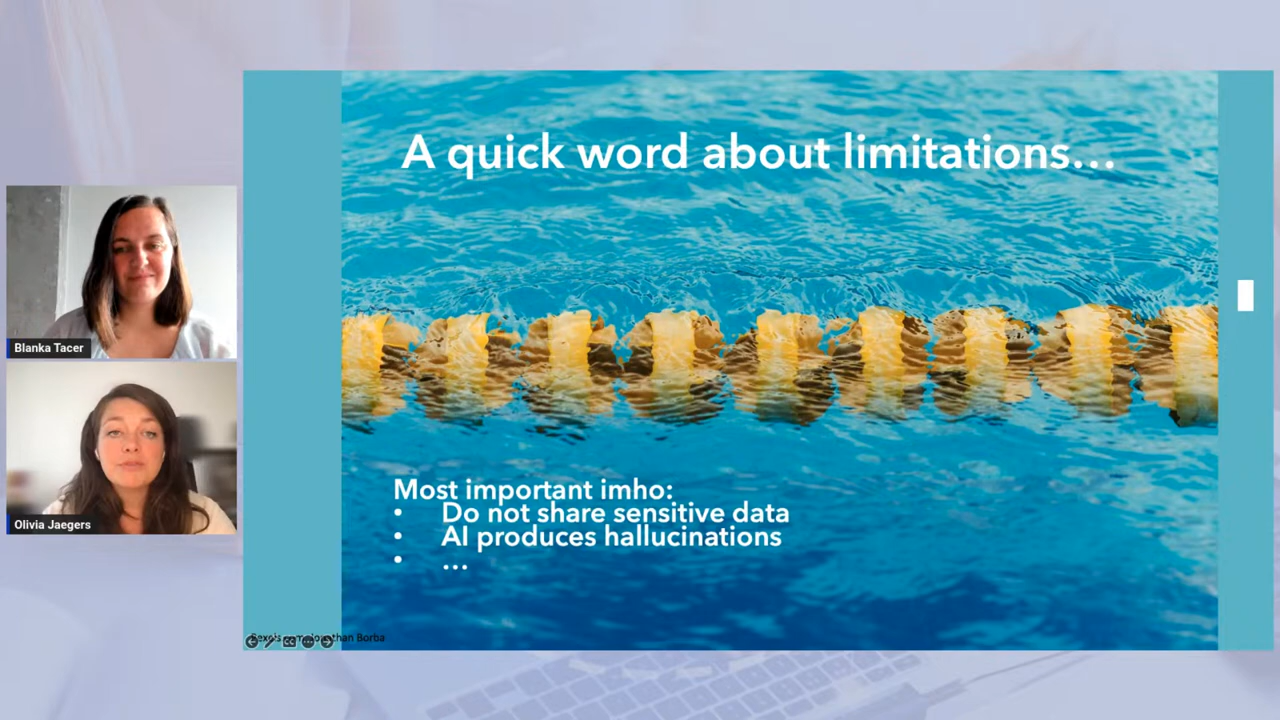 A quick word about limitations...
Blanka Tacer
Olivia Jaegers
Most important imho:
• Do not share sensitive data
• AI produces hallucinations
• ...
Borba